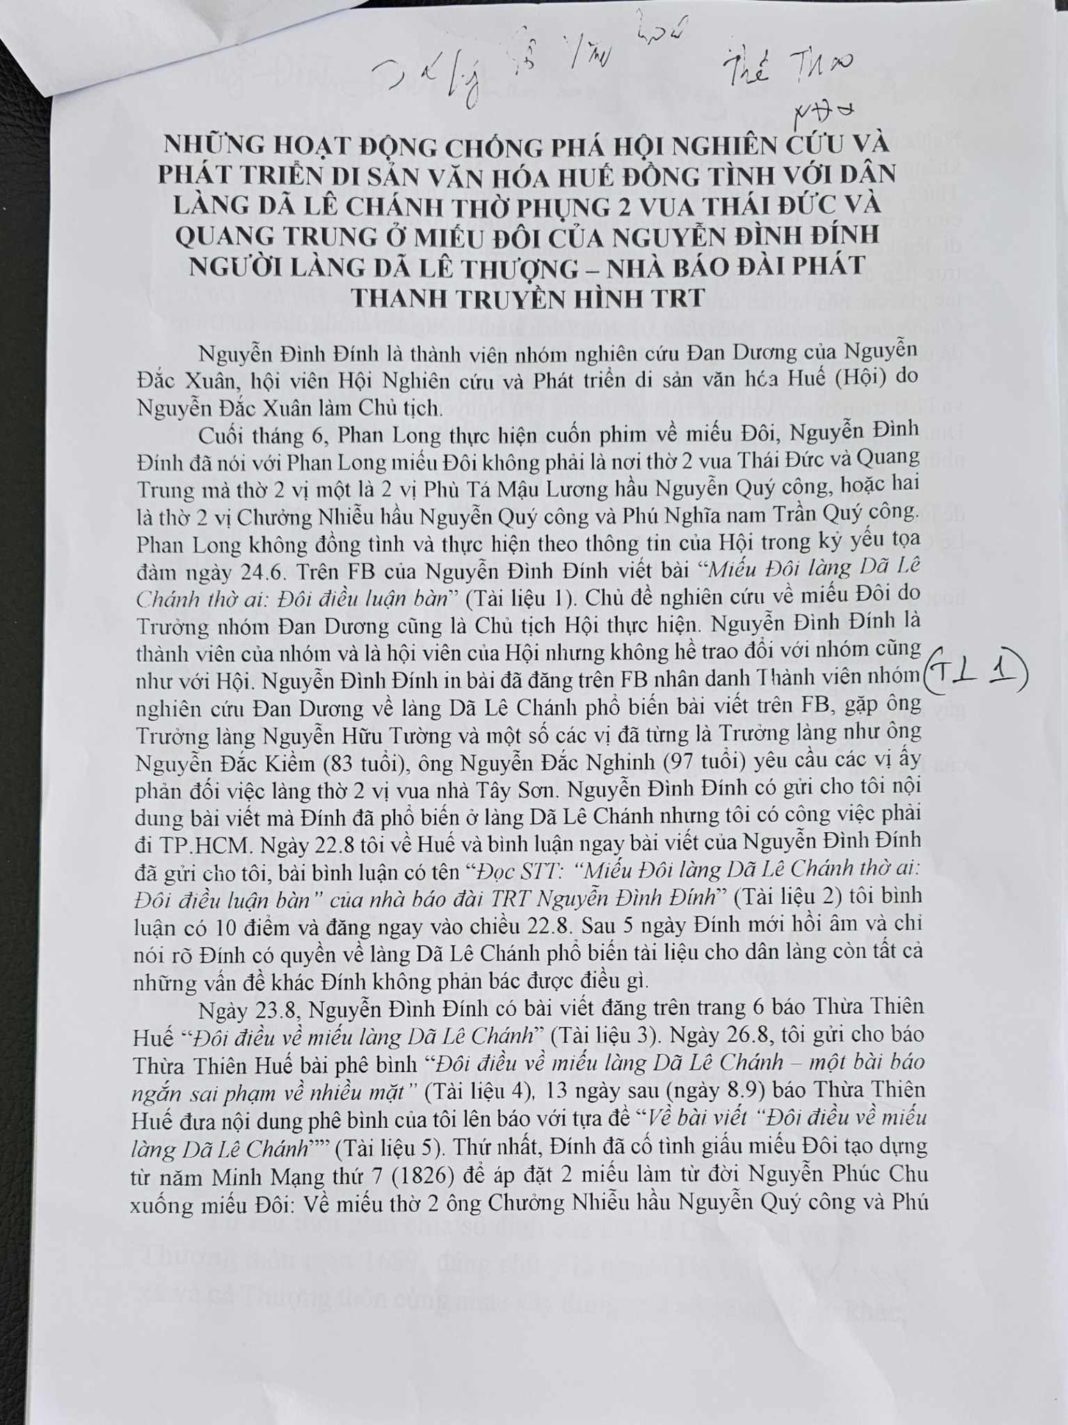 Thể Thao
NHỮNG HOẠT ĐỘNG CHỐNG PHÁ HỘI NGHIÊN CỨU VÀ
PHÁT TRIỂN DI SẢN VĂN HÓA HUẾ ĐỒNG TÌNH VỚI DÂN
LÀNG DÃ LÊ CHÁNH THỜ PHỤNG 2 VUA THÁI ĐỨC VÀ
QUANG TRUNG Ở MIẾU ĐÔI CỦA NGUYỄN ĐÌNH ĐÍNH
NGƯỜI LÀNG DÃ LÊ THƯỢNG – NHÀ BÁO ĐÀI PHÁT
THANH TRUYỀN HÌNH TRT
Nguyễn Đình Đính là thành viên nhóm nghiên cứu Đan Dương của Nguyễn
Đắc Xuân, hội viên Hội Nghiên cứu và Phát triển di sản văn hóa Huế (Hội) do
Nguyễn Đắc Xuân làm Chủ tịch.
Cuối tháng 6, Phan Long thực hiện cuốn phim về miếu Đôi, Nguyễn Đình
Đính đã nói với Phan Long miếu Đôi không phải là nơi thờ 2 vua Thái Đức và Quang
Trung mà thờ 2 vị một là 2 vị Phù Tá Mậu Lương hầu Nguyễn Quý công, hoặc hai
là thờ 2 vị Chưởng Nhiễu hầu Nguyễn Quý công và Phú Nghĩa nam Trần Quý công.
Phan Long không đồng tình và thực hiện theo thông tin của Hội trong kỷ yếu tọa
đàm ngày 24.6. Trên FB của Nguyễn Đình Đính viết bài “Miếu Đôi làng Dã Lê
Chánh thờ ai: Đôi điều luận bàn” (Tài liệu 1). Chủ đề nghiên cứu về miếu Đôi do
Trưởng nhóm Đan Dương cũng là Chủ tịch Hội thực hiện. Nguyễn Đình Đính là
thành viên của nhóm và là hội viên của Hội nhưng không hề trao đổi với nhóm cũng
như với Hội. Nguyễn Đình Đính in bài đã đăng trên FB nhân danh Thành viên nhóm (TL 1)
nghiên cứu Đan Dương về làng Dã Lê Chánh phổ biến bài viết trên FB, gặp ông
Trưởng làng Nguyễn Hữu Tường và một số các vị đã từng là Trưởng làng như ông
Nguyễn Đắc Kiềm (83 tuổi), ông Nguyễn Đắc Nghinh (97 tuổi) yêu cầu các vị ấy
phản đối việc làng thờ 2 vị vua nhà Tây Sơn. Nguyễn Đình Đính có gửi cho tôi nội
dung bài viết mà Đính đã phổ biến ở làng Dã Lê Chánh nhưng tôi có công việc phải
đi TP.HCM. Ngày 22.8 tôi về Huế và bình luận ngay bài viết của Nguyễn Đình Đính
đã gửi cho tôi, bài bình luận có tên “Đọc STT: “Miếu Đôi làng Dã Lê Chánh thờ ai:
Đôi điều luận bàn” của nhà báo đài TRT Nguyễn Đình Đính” (Tài liệu 2) tôi bình
luận có 10 điểm và đăng ngay vào chiều 22.8. Sau 5 ngày Đính mới hồi âm và chỉ
nói rõ Đính có quyền về làng Dã Lê Chánh phổ biến tài liệu cho dân làng còn tất cả
những vấn đề khác Đính không phản bác được điều gì.
Ngày 23.8, Nguyễn Đình Đính có bài viết đăng trên trang 6 báo Thừa Thiên
Huế “Đôi điều về miếu làng Dã Lê Chánh” (Tài liệu 3). Ngày 26.8, tôi gửi cho báo
Thừa Thiên Huế bài phê bình “Đôi điều về miếu làng Dã Lê Chánh – một bài báo
ngắn sai phạm về nhiều mặt” (Tài liệu 4), 13 ngày sau (ngày 8.9) báo Thừa Thiên
Huế đưa nội dung phê bình của tôi lên báo với tựa đề “Về bài viết “Đôi điều về miếu
làng Dã Lê Chánh”” (Tài liệu 5). Thứ nhất, Đính đã cố tình giấu miếu Đôi tạo dựng
từ năm Minh Mạng thứ 7 (1826) để áp đặt 2 miếu làm từ đời Nguyễn Phúc Chu
xuống miếu Đôi: Về miếu thờ 2 ông Chưởng Nhiễu hầu Nguyễn Quý công và Phú